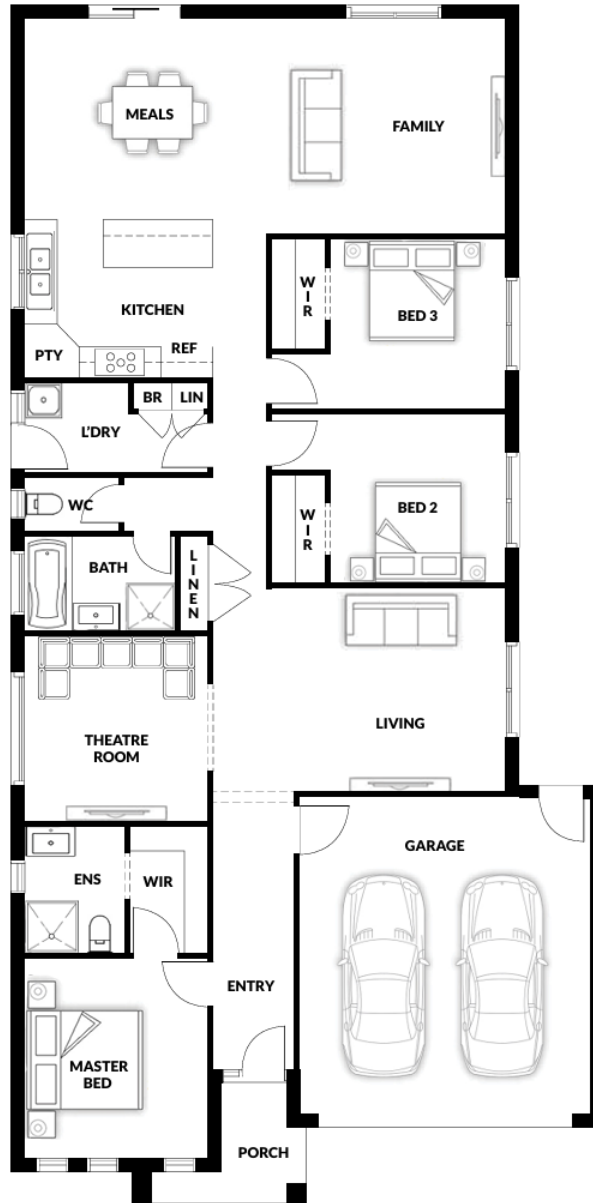 MEALS
FAMILY
W
I
R
BED 3
KITCHEN
REF
PTY
BR
LIN
L'DRY
WC
BED 2
W
I
R
BATH
L
I
N
E
N
LIVING
THEATRE
ROOM
GARAGE
ENS
WIR
ENTRY
MASTER
BED
PORCH